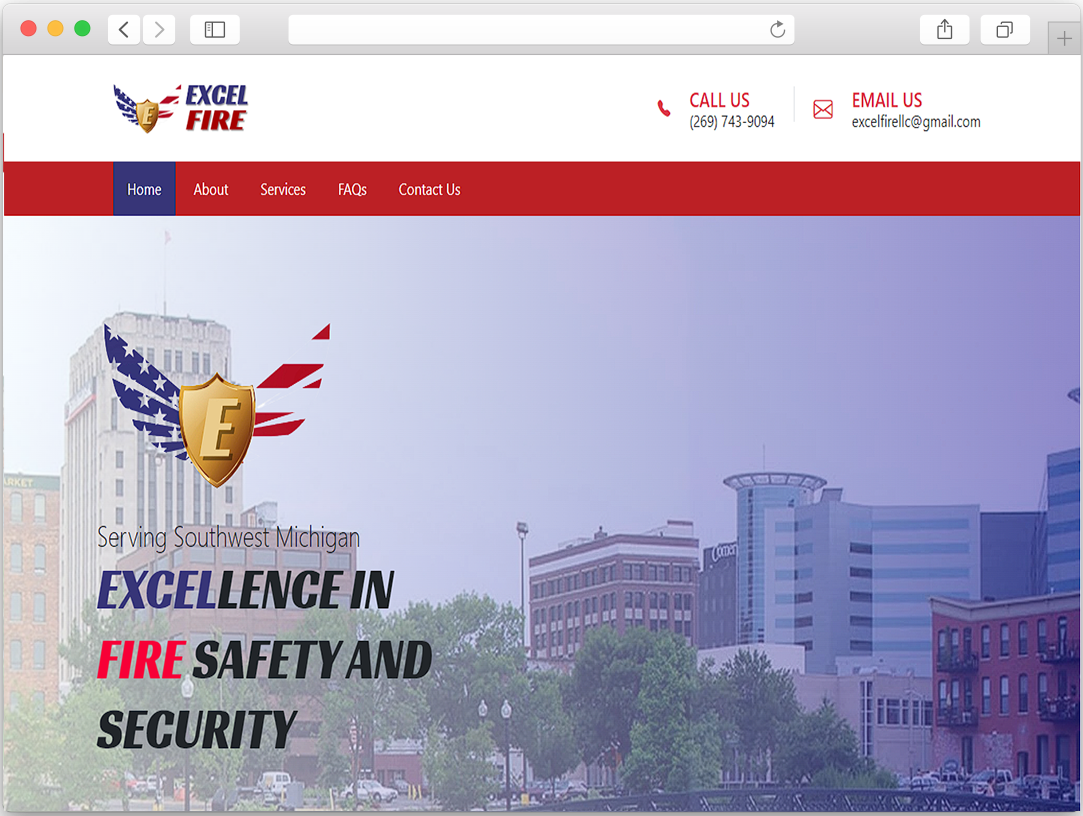 E
EXCEL
FIRE
CALL US
(269) 743-9094
EMAIL US
excelfirellc@gmail.com
Home
About
Services
FAQs
Contact Us
E
Serving Southwest Michigan
EXCELLENCE IN
FIRE SAFETY AND
SECURITY